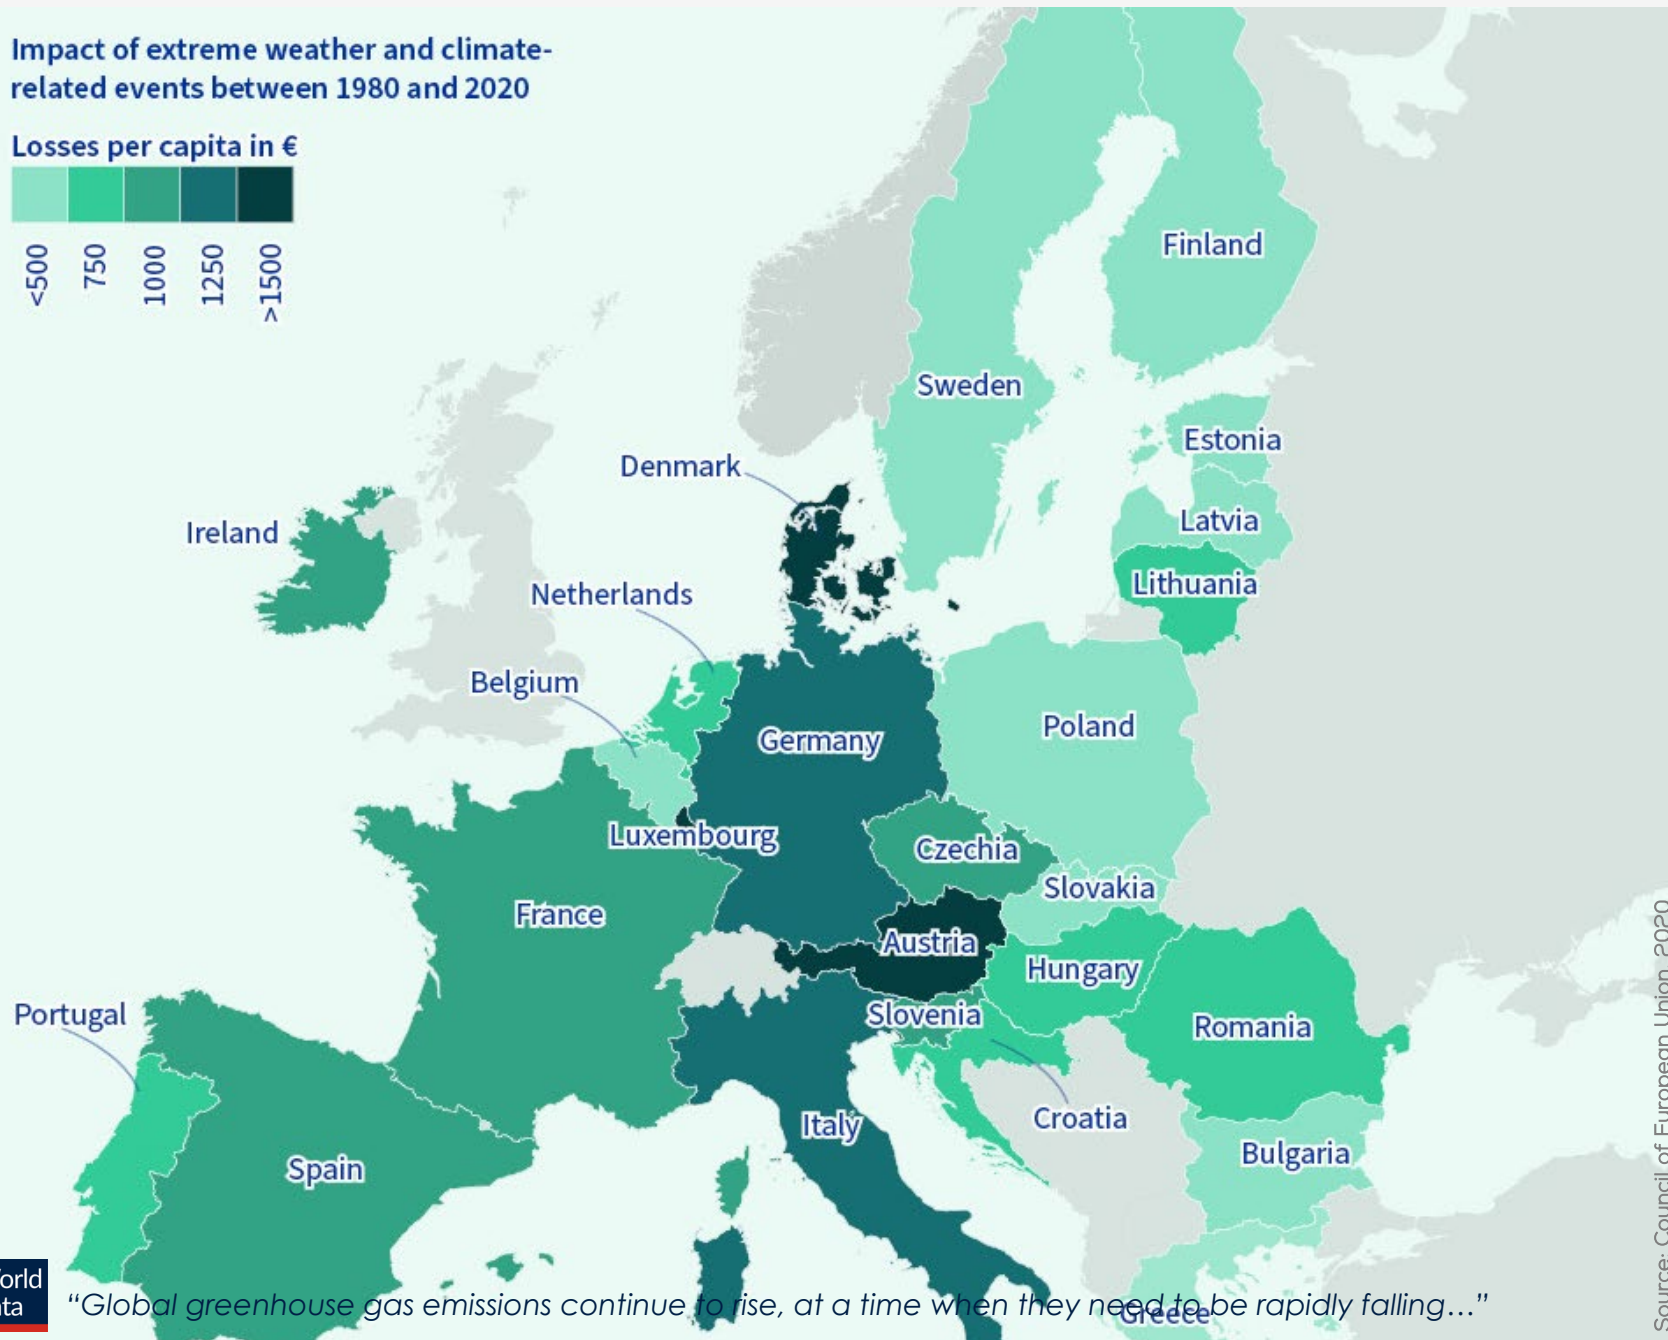 Impact of extreme weather and climate-
related events between 1980 and 2020
Losses per capita in €
<500
750
1000
1250
>1500
Finland
Sweden
Estonia
Denmark
Latvia
Ireland
Lithuania
Netherlands
Belgium
Poland
Germany
Luxembourg
Czechia
Slovakia
France
Austria
Hungary
Portugal
Slovenia
Romania
Croatia
Italy
Bulgaria
Spain
Greece
“Global greenhouse gas emissions continue to rise, at a time when they need to be rapidly falling…”
Source: Council of European Union, 2020